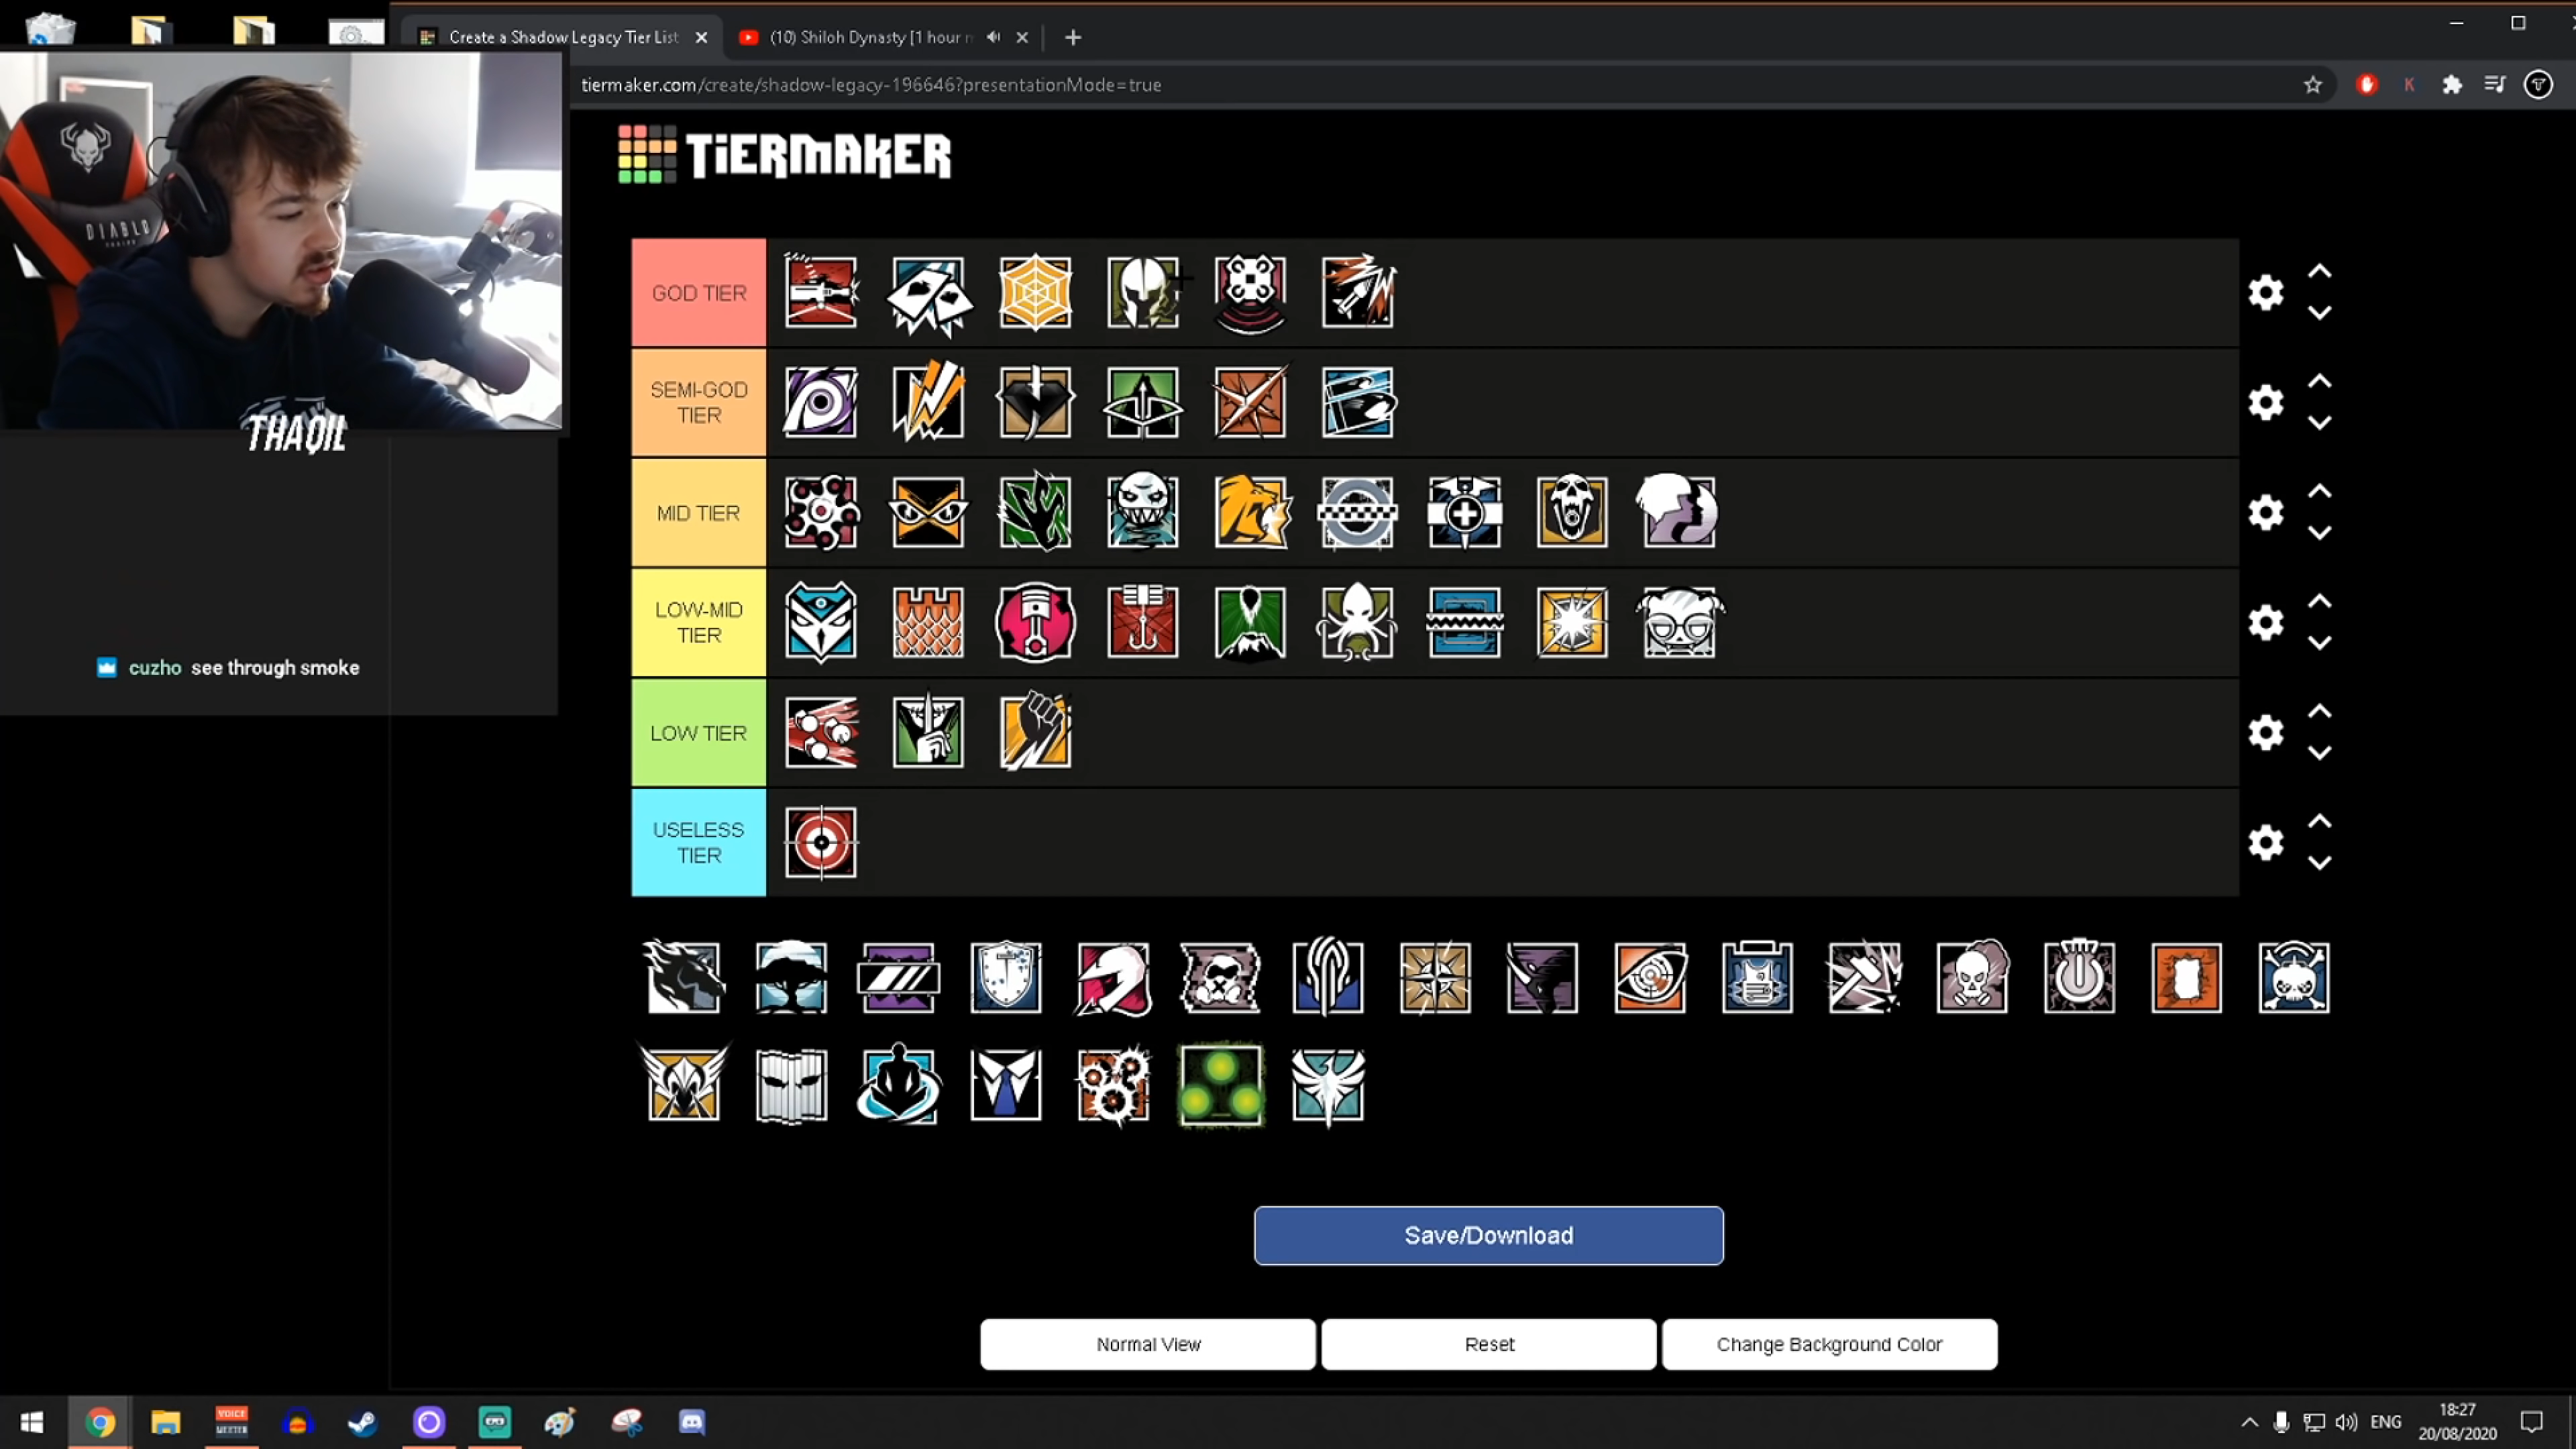 Create a Shadow Legacy Tier List
(10) Shiloh Dynasty [1 hour
tiermaker.com/create/shadow-legacy-196646?presentationMode=true
K
TiERMAKER
DIABLO
THAQIL
GOD TIER
SEMI-GOD
TIER
MID TIER
LOW-MID
TIER
cuzho see through smoke
LOW TIER
USELESS
TIER
Save/Download
Normal View
Reset
Change Background Color
VOICE
MEETER
ENG
18:27
20/08/2020